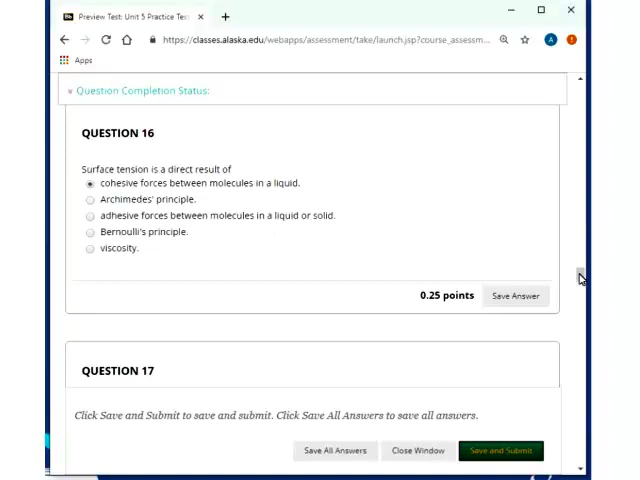 Preview Test: Unit 5 Practice Tes
https://classes.alaska.edu/webapps/assessment/take/launch.jsp?course_assessm...
A
Apps
Question Completion Status:
QUESTION 16
Surface tension is a direct result of
cohesive forces between molecules in a liquid.
Archimedes' principle.
adhesive forces between molecules in a liquid or solid.
Bernoulli's principle.
viscosity.
0.25 points Save Answer
QUESTION 17
Click Save and Submit to save and submit. Click Save All Answers to save all answers.
Save All Answers Close Window Save and Submit